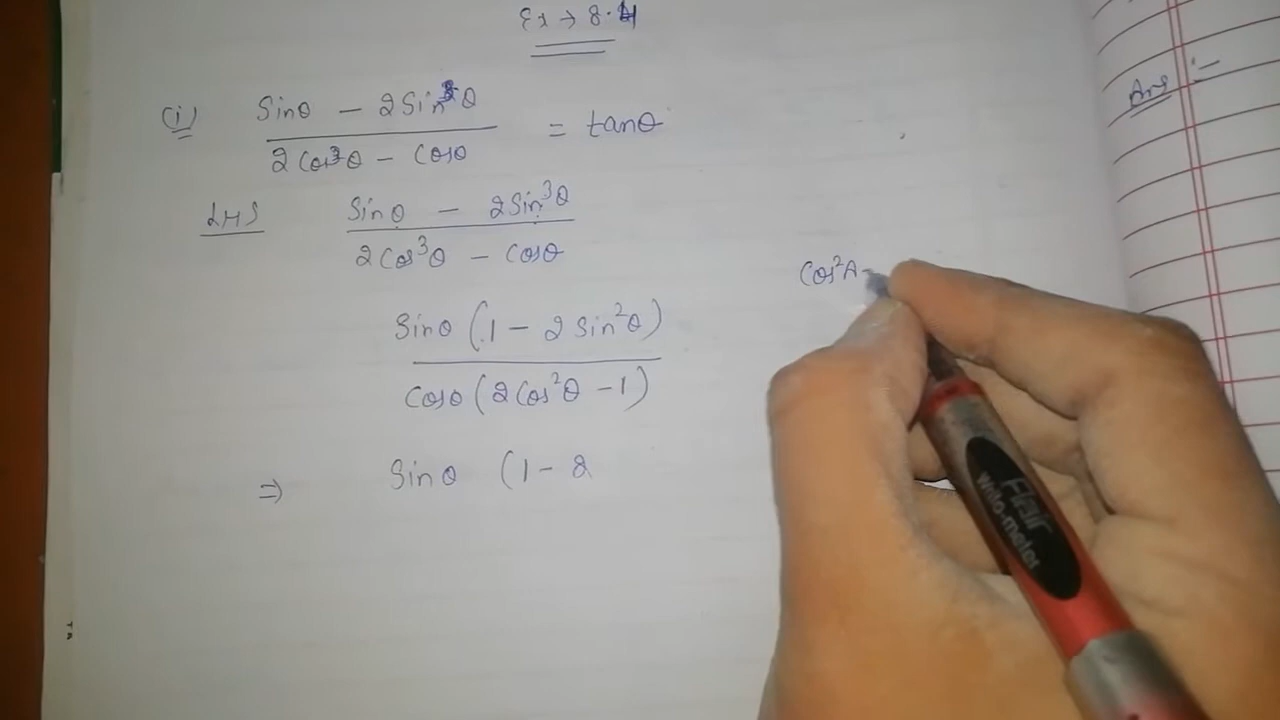 Ex → 8.4
(i) Sinθ - 2Sin³θ / 2Cos³θ - Cosθ = tanθ
LHS Sinθ - 2Sin³θ / 2Cos³θ - Cosθ
Sinθ (1 - 2Sin²θ) / Cosθ (2Cos²θ - 1)
⇒ Sinθ (1 - 2
Cos²A -
Ans :-
Flair
Writo-meter